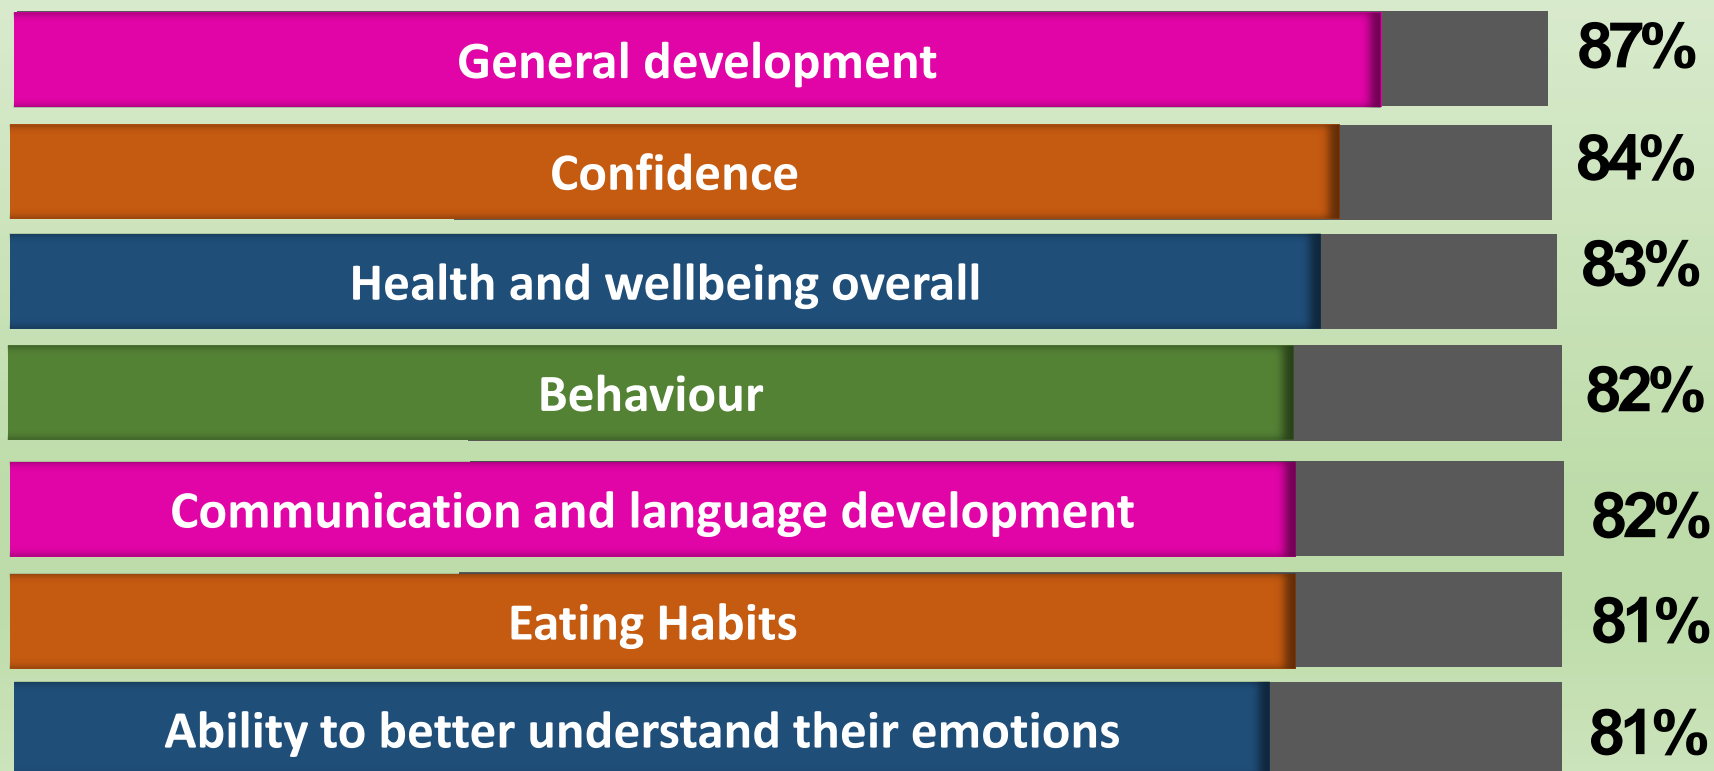 General development 87%
Confidence 84%
Health and wellbeing overall 83%
Behaviour 82%
Communication and language development 82%
Eating Habits 81%
Ability to better understand their emotions 81%